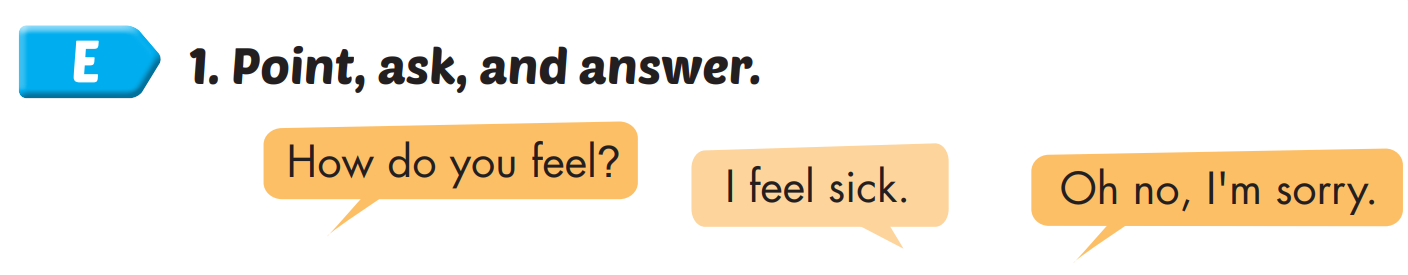 E 1. Point, ask, and answer.
How do you feel?
I feel sick.
Oh no, I'm sorry.